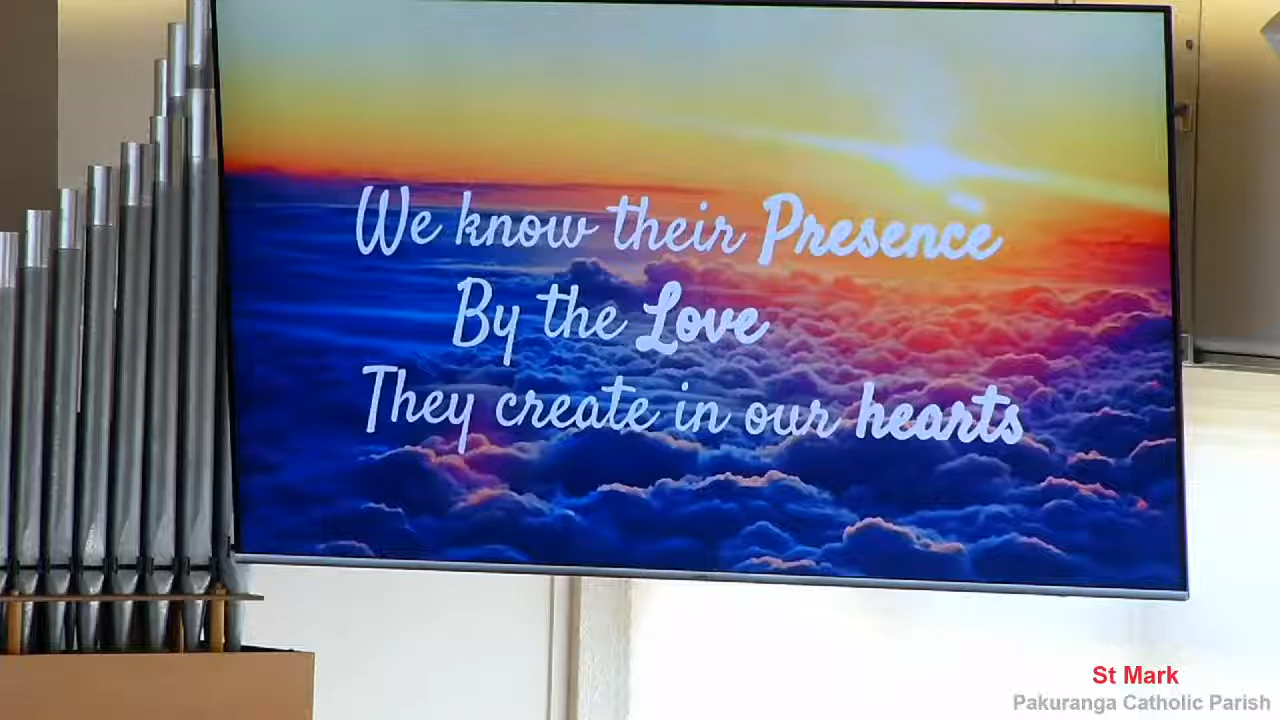 We know their Presence
By the Love
They create in our hearts
St Mark
Pakuranga Catholic Parish